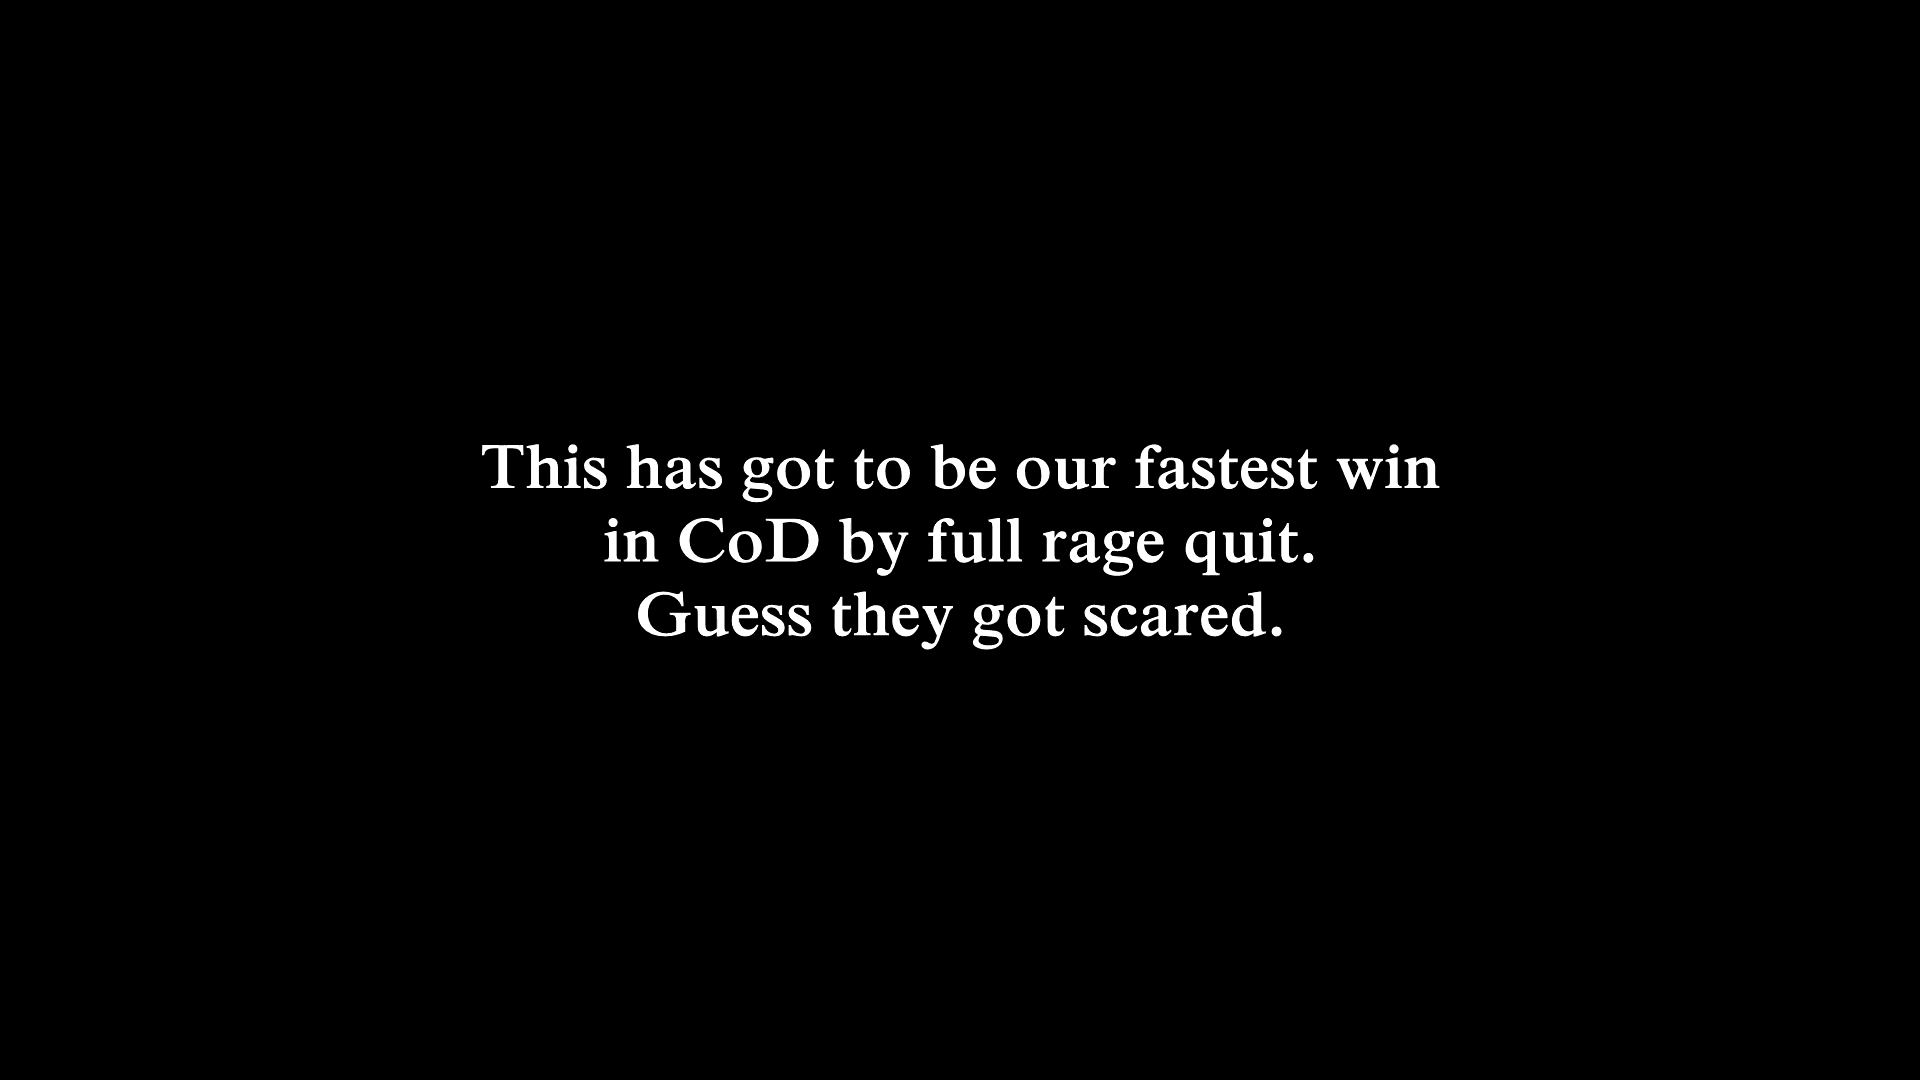 This has got to be our fastest win
in CoD by full rage quit.
Guess they got scared.